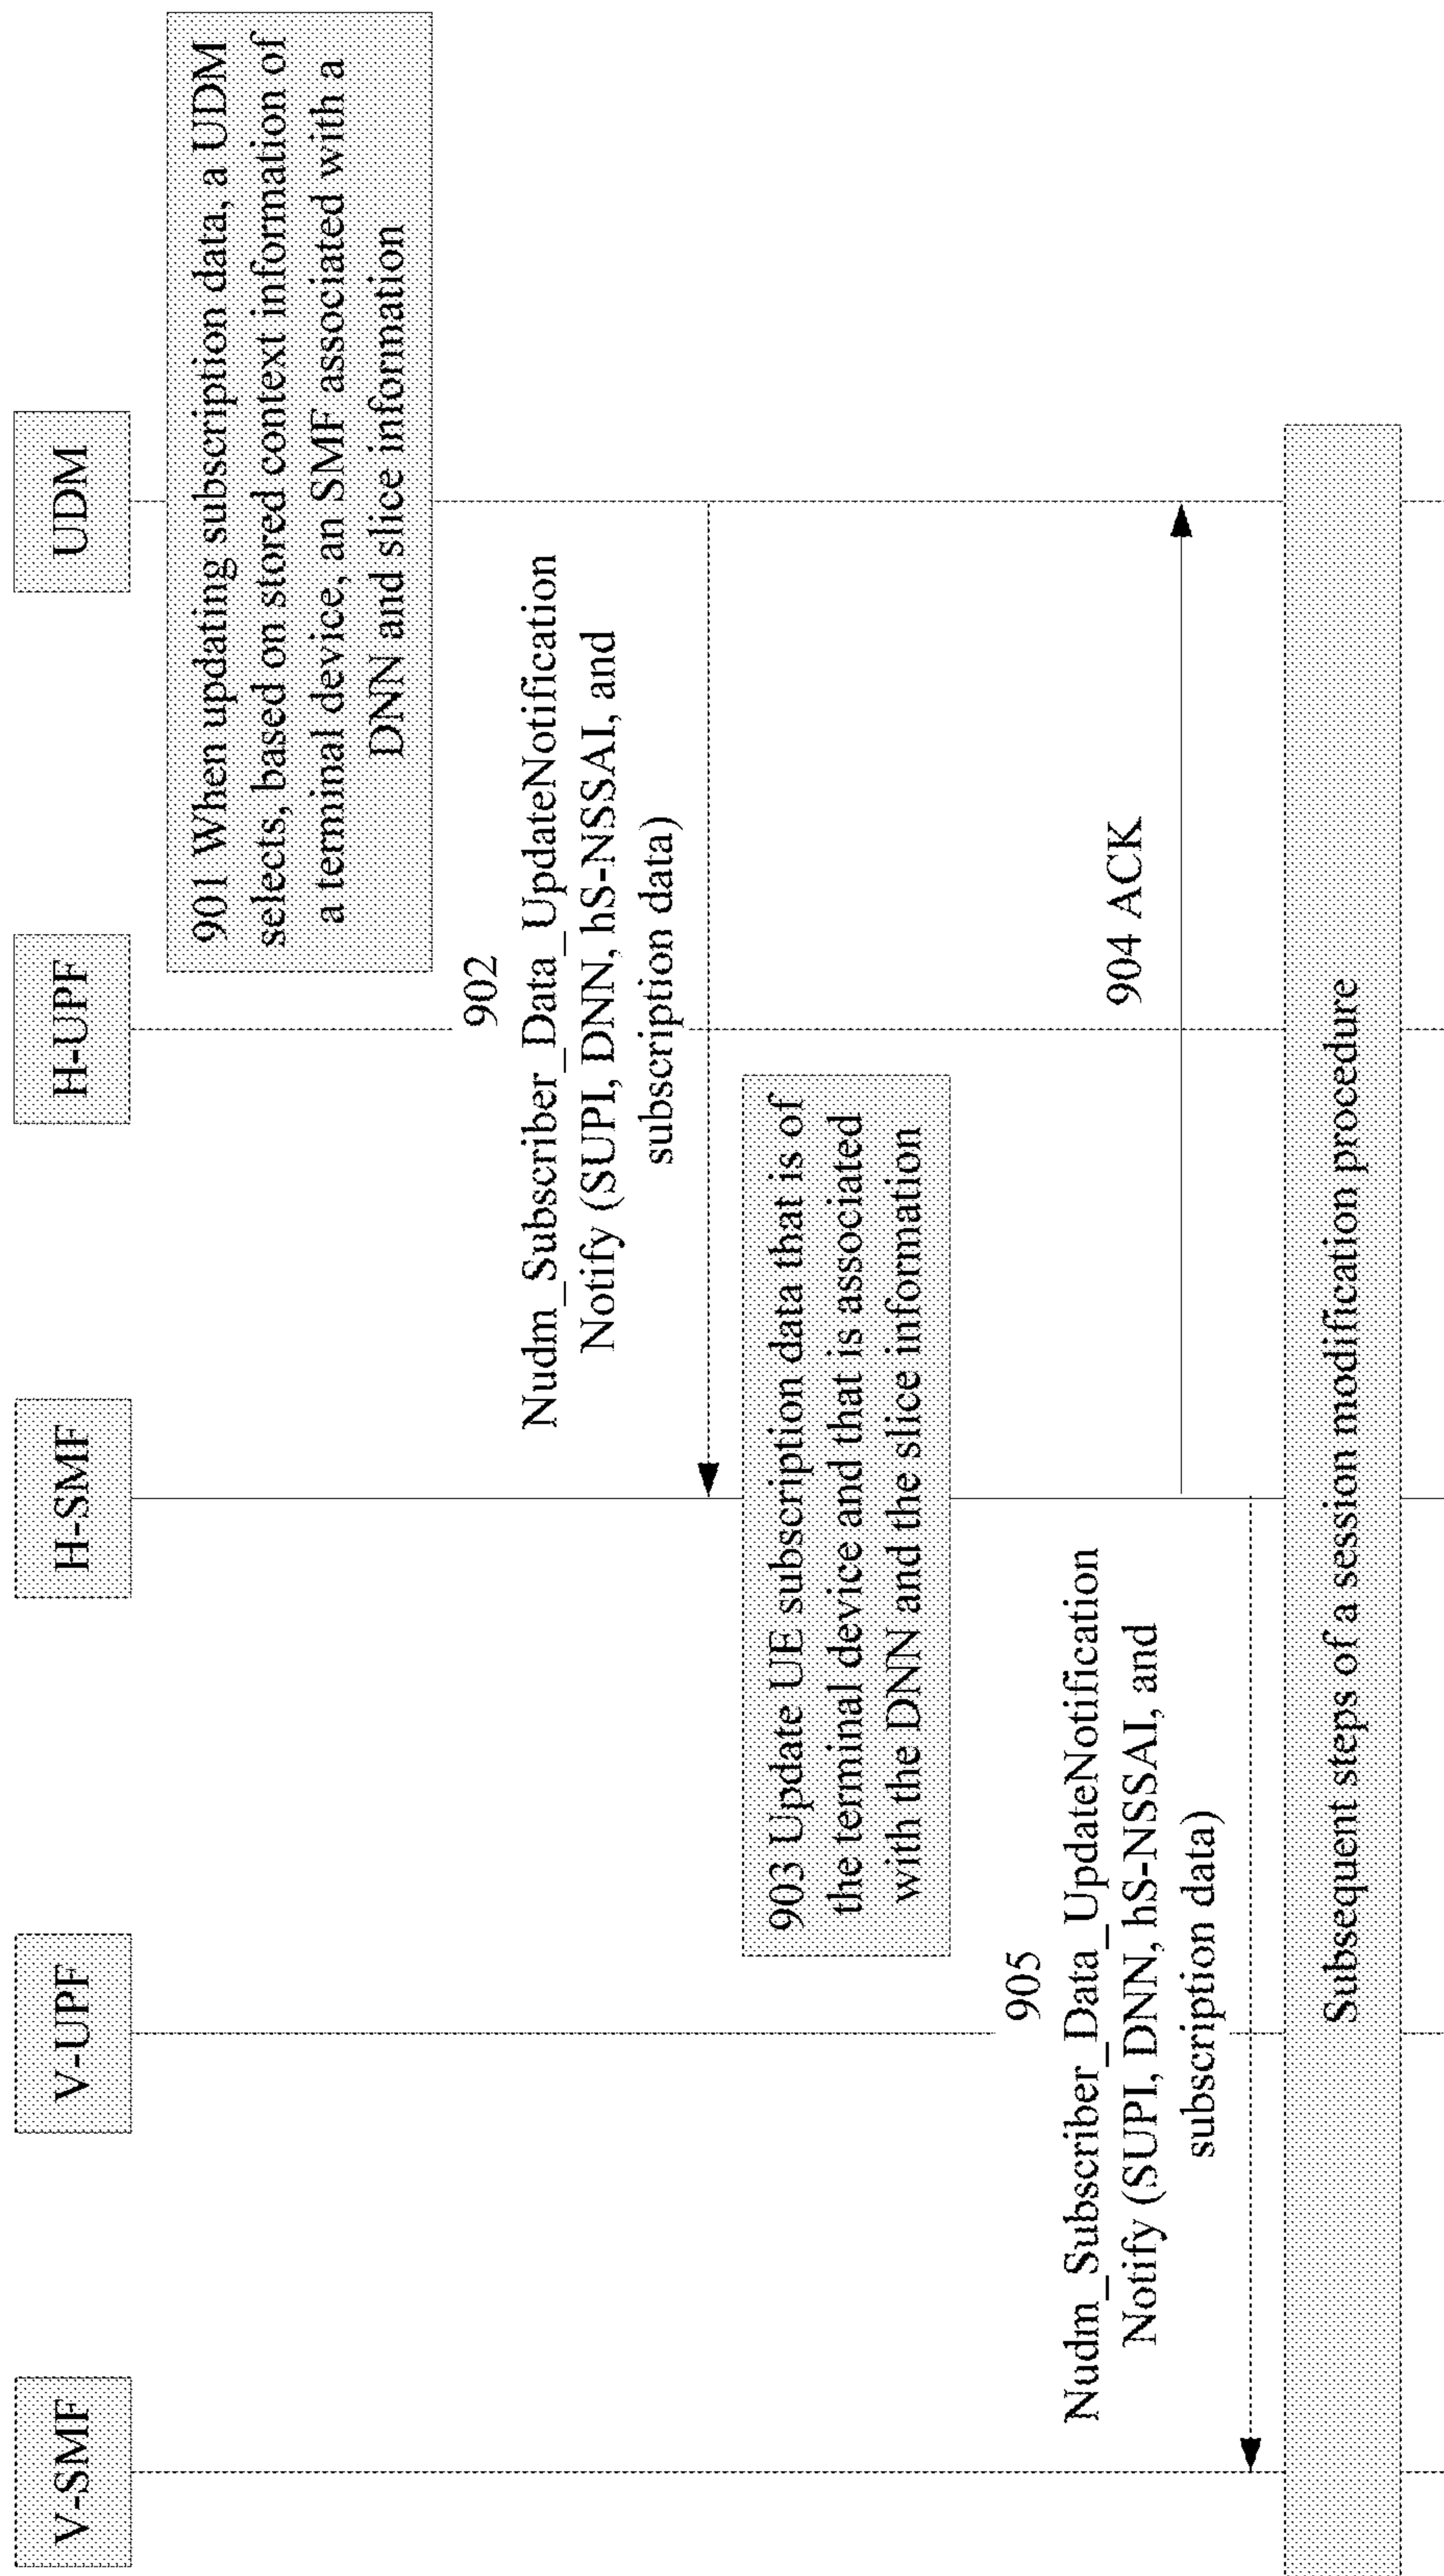 V-SMF
V-UPF
H-SMF
H-UPF
UDM
901 When updating subscription data, a UDM
selects, based on stored context information of
a terminal device, an SMF associated with a
DNN and slice information
902
Nudm_Subscriber_Data_UpdateNotification
Notify (SUPI, DNN, hS-NSSAI, and
subscription data)
903 Update UE subscription data that is of
the terminal device and that is associated
with the DNN and the slice information
904 ACK
905
Nudm_Subscriber_Data_UpdateNotification
Notify (SUPI, DNN, hS-NSSAI, and
subscription data)
Subsequent steps of a session modification procedure